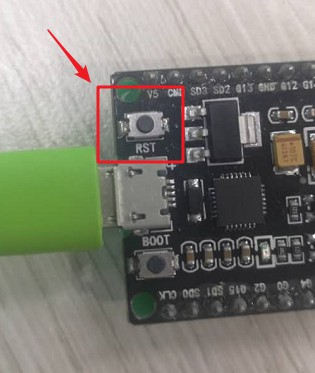 V5 CMD SD3 SD2 G13 GND G12
RST
BOOT
CLK SD0 SD1 G15 G2 G0 G4